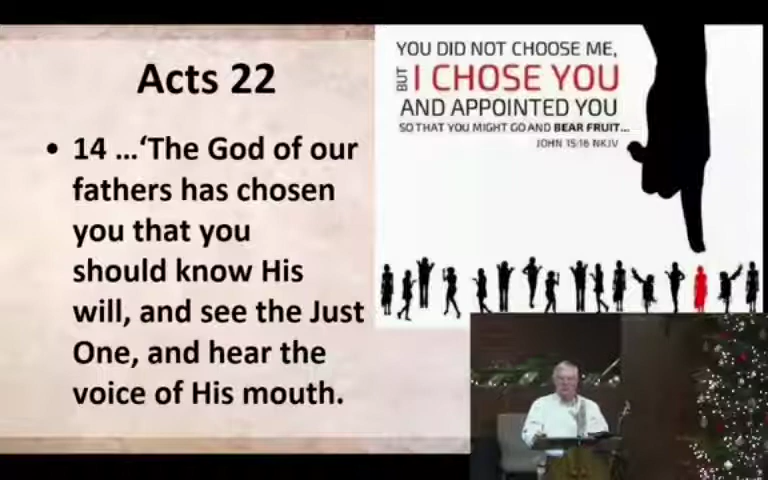 Acts 22
• 14 …‘The God of our
fathers has chosen
you that you
should know His
will, and see the Just
One, and hear the
voice of His mouth.
YOU DID NOT CHOOSE ME,
BUT I CHOSE YOU
AND APPOINTED YOU
SO THAT YOU MIGHT GO AND BEAR FRUIT...
JOHN 15:16 NKJV